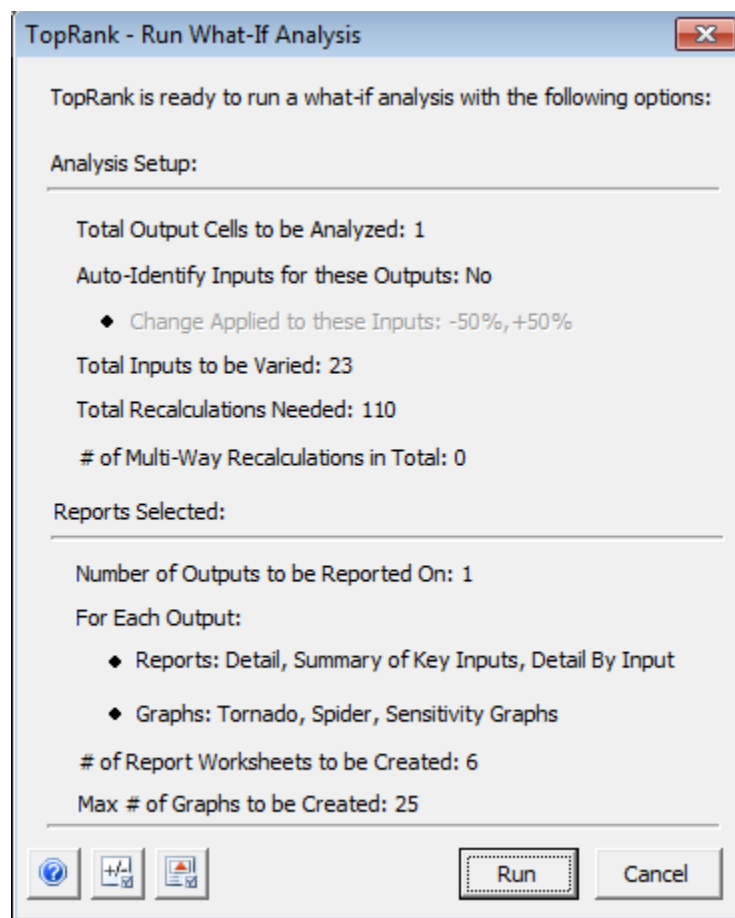 TopRank - Run What-If Analysis
TopRank is ready to run a what-if analysis with the following options:
Analysis Setup:
Total Output Cells to be Analyzed: 1
Auto-Identify Inputs for these Outputs: No
◆ Change Applied to these Inputs: -50%,+50%
Total Inputs to be Varied: 23
Total Recalculations Needed: 110
# of Multi-Way Recalculations in Total: 0
Reports Selected:
Number of Outputs to be Reported On: 1
For Each Output:
◆ Reports: Detail, Summary of Key Inputs, Detail By Input
◆ Graphs: Tornado, Spider, Sensitivity Graphs
# of Report Worksheets to be Created: 6
Max # of Graphs to be Created: 25
Run Cancel